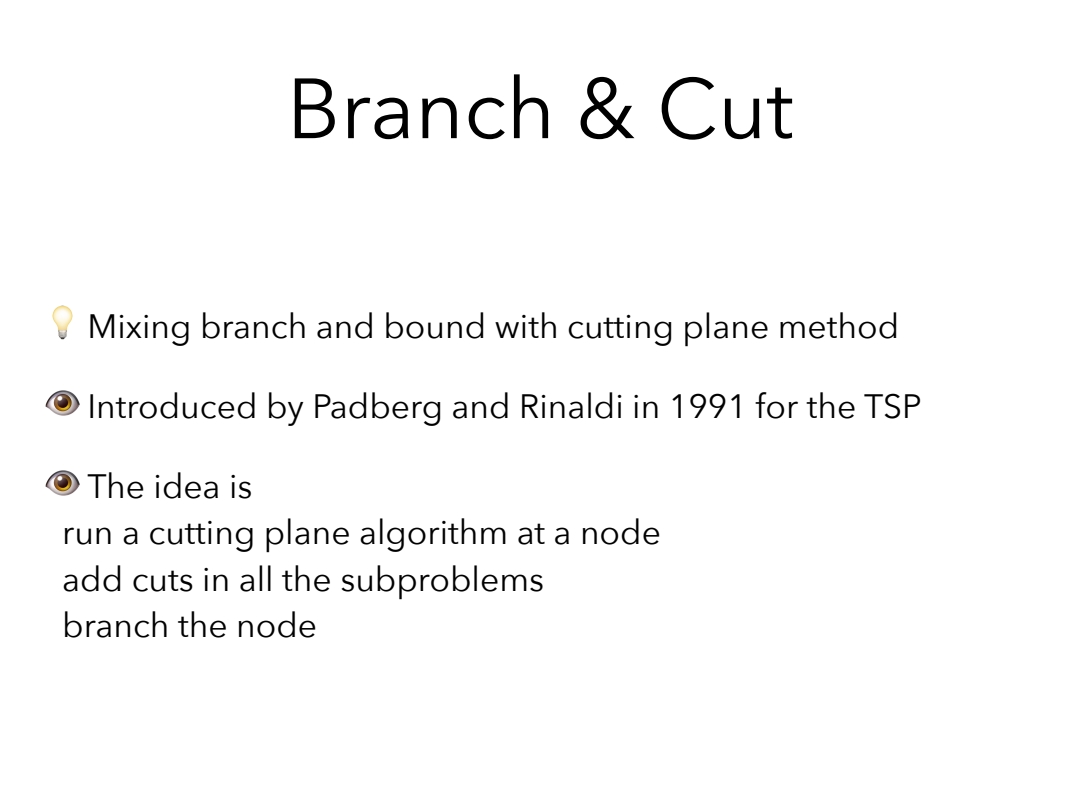 Branch & Cut
💡 Mixing branch and bound with cutting plane method
👁 Introduced by Padberg and Rinaldi in 1991 for the TSP
👁 The idea is
run a cutting plane algorithm at a node
add cuts in all the subproblems
branch the node